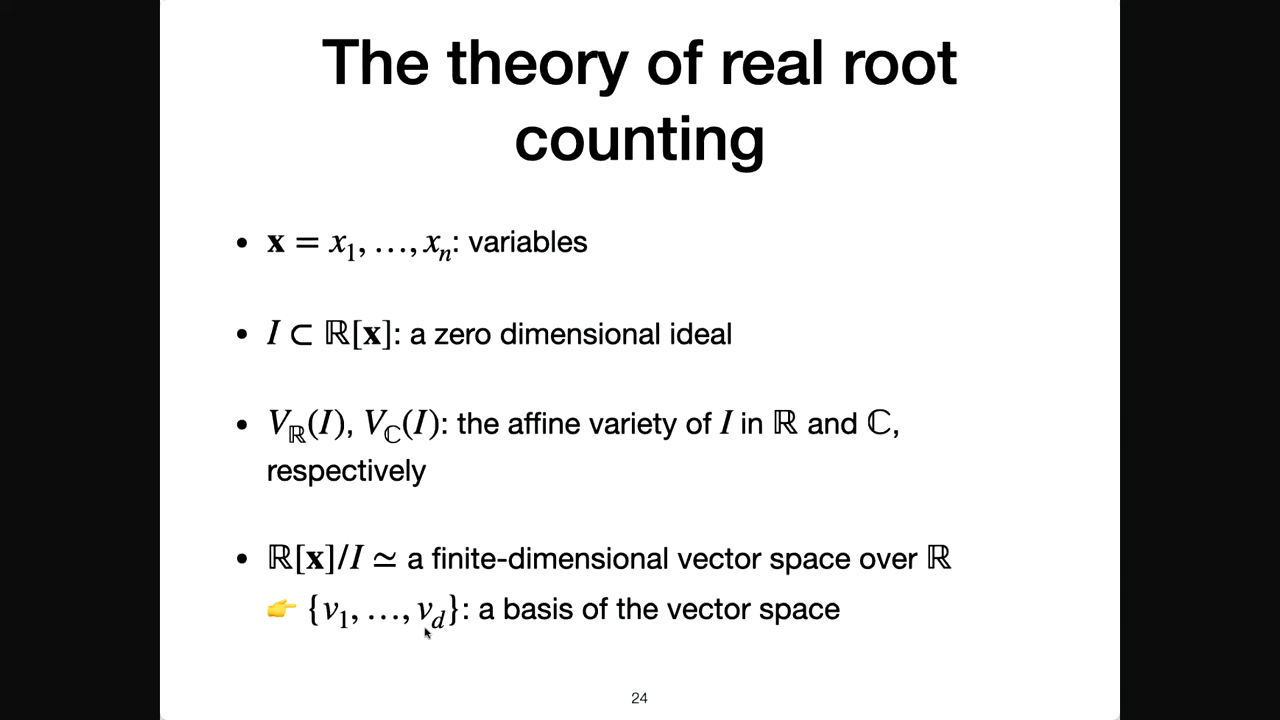 The theory of real root
counting
• 𝐱 = x₁, …, xₙ: variables
• I ⊂ ℝ[𝐱]: a zero dimensional ideal
• V_ℝ(I), V_ℂ(I): the affine variety of I in ℝ and ℂ,
respectively
• ℝ[𝐱]/I ≃ a finite-dimensional vector space over ℝ
👉 {v₁, …, v_d}: a basis of the vector space
24